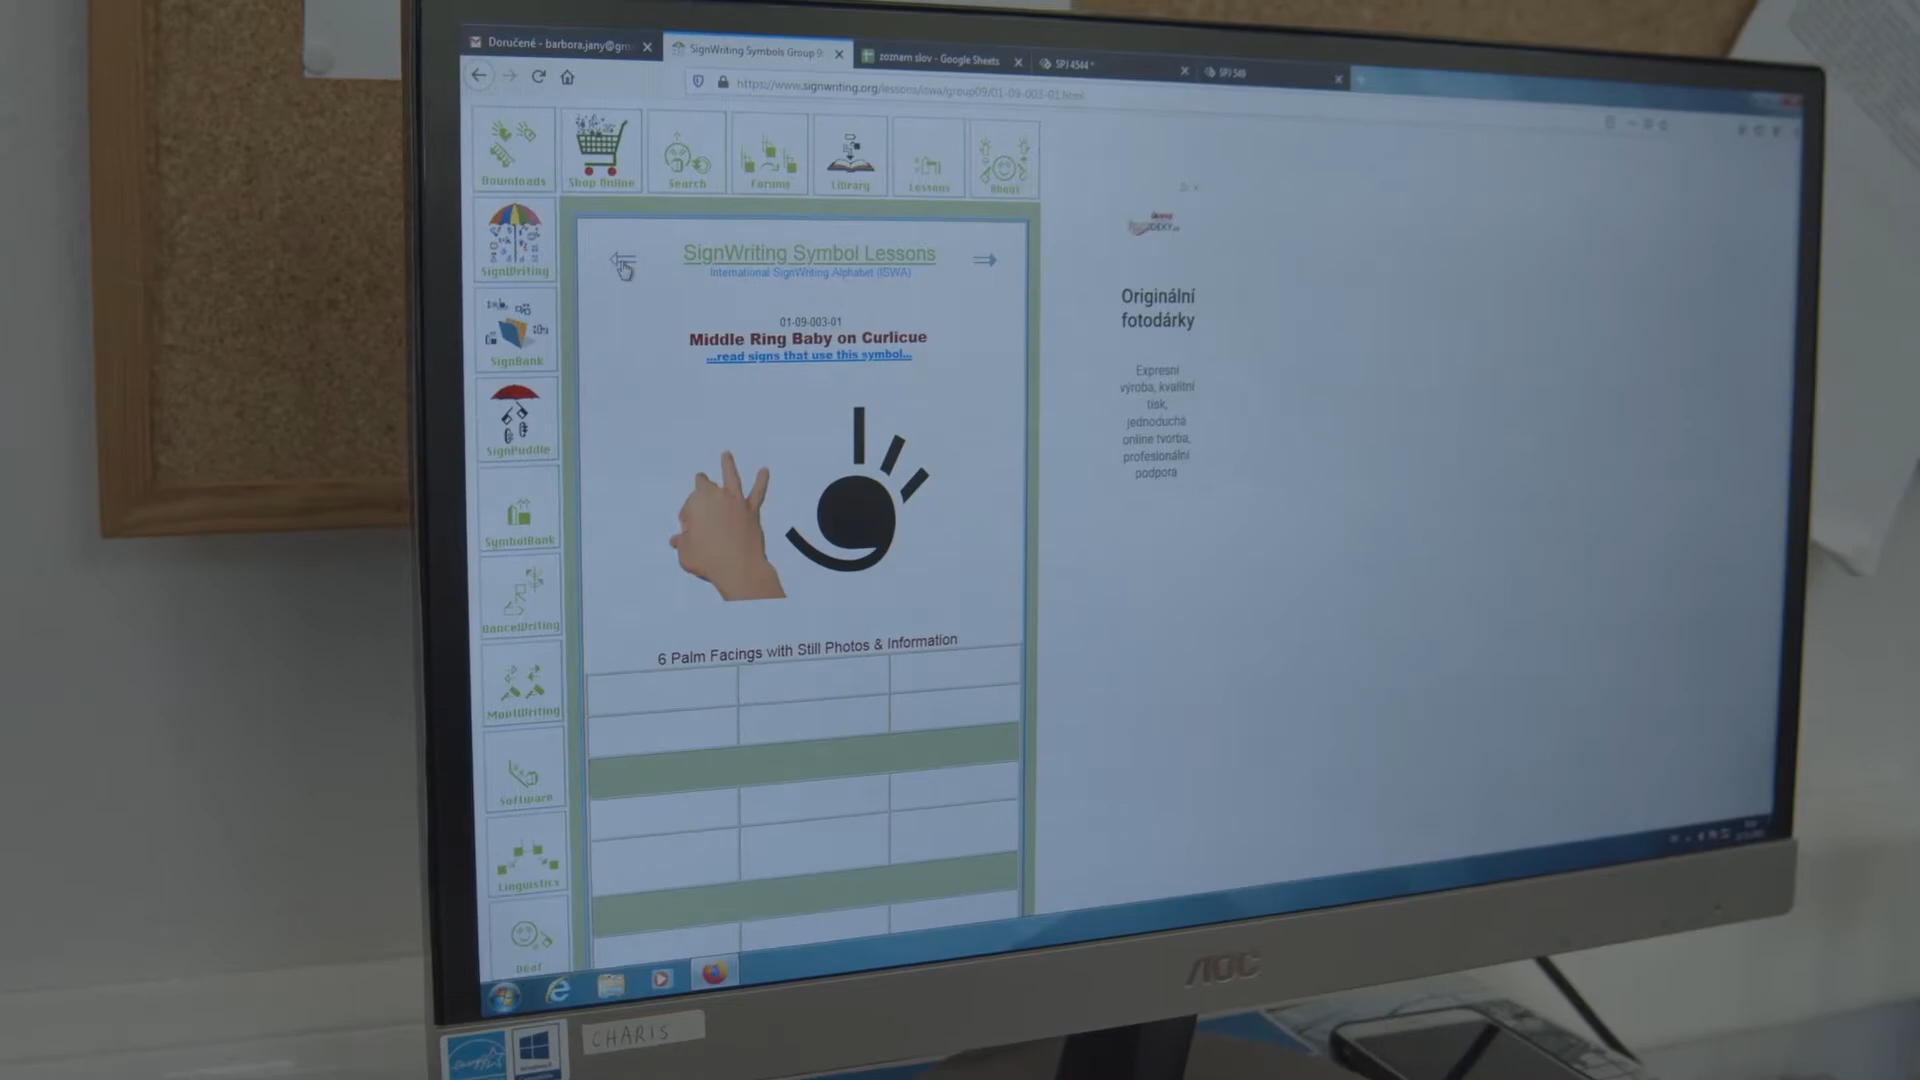 Doručené - barbora.jany@gm
SignWriting Symbols Group 9:
zoznam slov - Google Sheets
SPJ 4544 *
SPJ 549
https://www.signwriting.org/lessons/iswa/group09/01-09-003-01.html
Downloads
Shop Online
Search
Forums
Library
Lessons
About
SignWriting
SignBank
SignPuddle
SymbolBank
DanceWriting
MoveWriting
Software
Linguistics
Deaf
SignWriting Symbol Lessons
International SignWriting Alphabet (ISWA)
01-09-003-01
Middle Ring Baby on Curlicue
...read signs that use this symbol...
6 Palm Facings with Still Photos & Information
Originální
fotodárky
Expresní
výroba, kvalitní
tisk,
jednoduchá
online tvorba,
profesionální
podpora
AOC
CHARIS